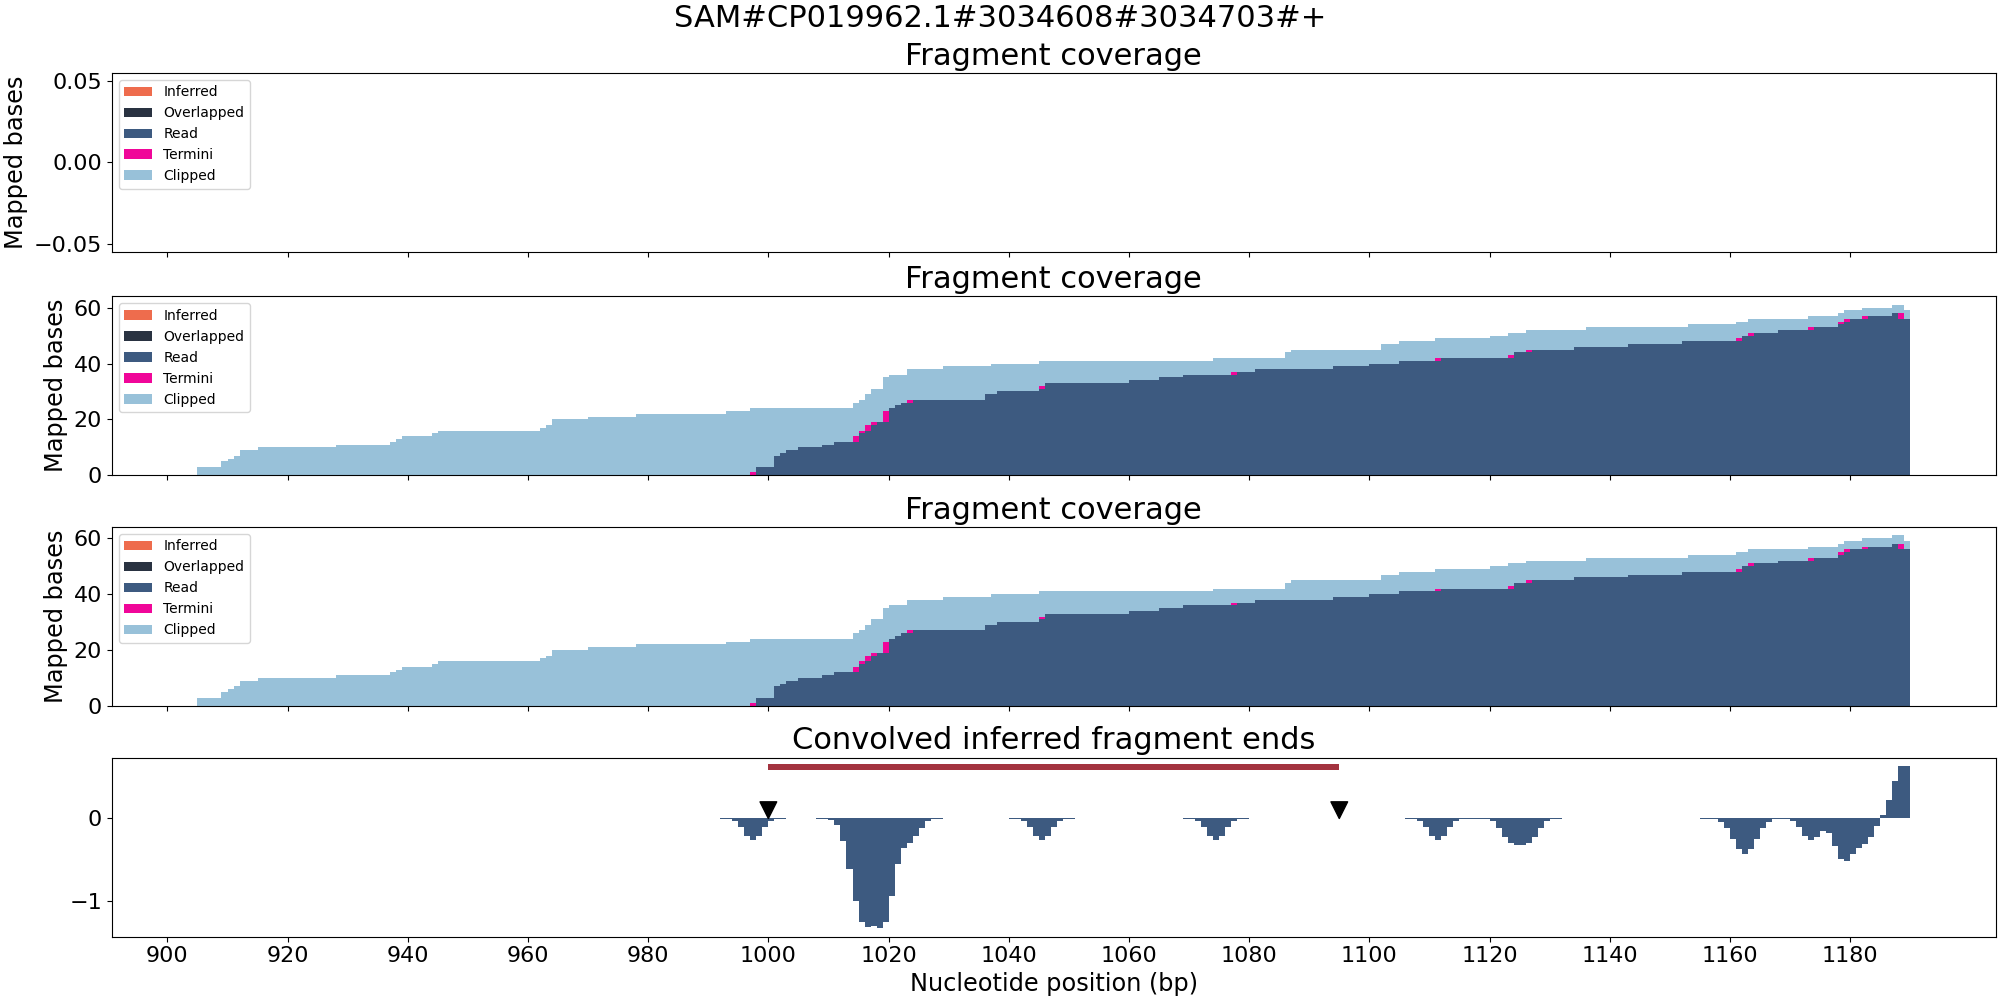 SAM#CP019962.1#3034608#3034703#+
Fragment coverage
Mapped bases
0.05
0.00
−0.05
Inferred
Overlapped
Read
Termini
Clipped
Fragment coverage
Mapped bases
60
40
20
0
Inferred
Overlapped
Read
Termini
Clipped
Fragment coverage
Mapped bases
60
40
20
0
Inferred
Overlapped
Read
Termini
Clipped
Convolved inferred fragment ends
0
−1
900 920 940 960 980 1000 1020 1040 1060 1080 1100 1120 1140 1160 1180
Nucleotide position (bp)